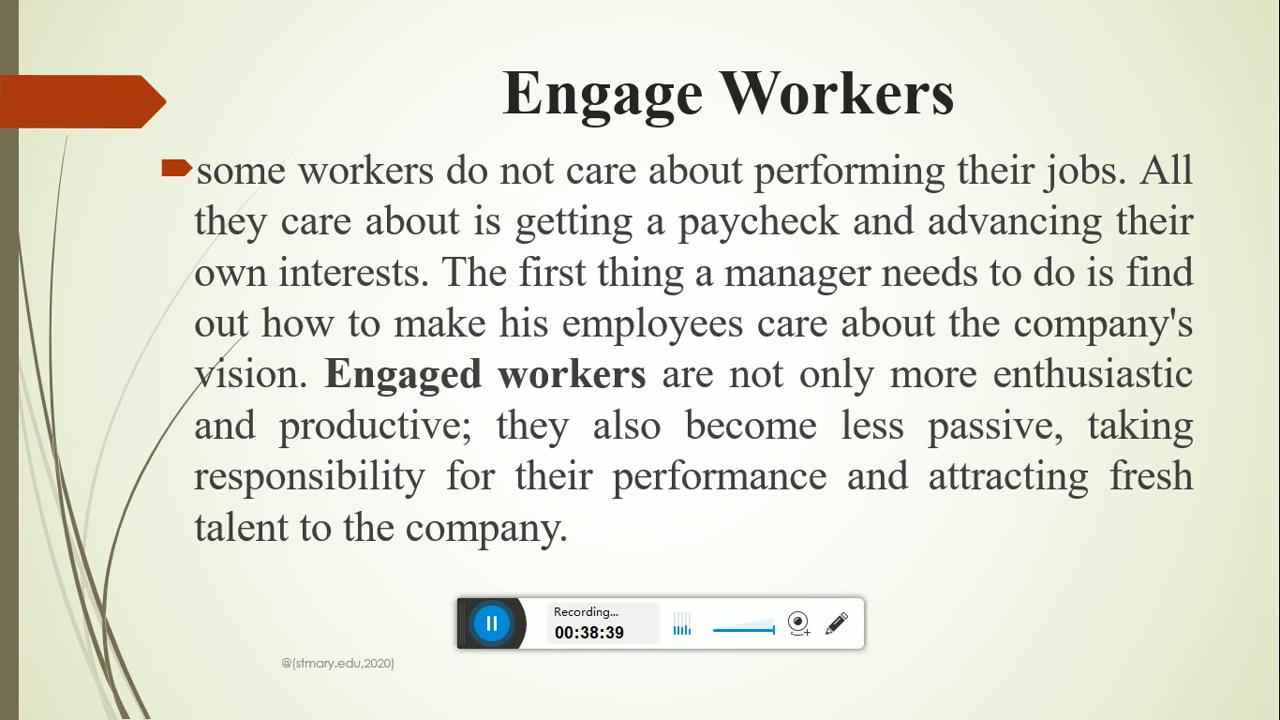 Engage Workers
some workers do not care about performing their jobs. All
they care about is getting a paycheck and advancing their
own interests. The first thing a manager needs to do is find
out how to make his employees care about the company's
vision. Engaged workers are not only more enthusiastic
and productive; they also become less passive, taking
responsibility for their performance and attracting fresh
talent to the company.
Recording...
00:38:39
@(stmary.edu,2020)